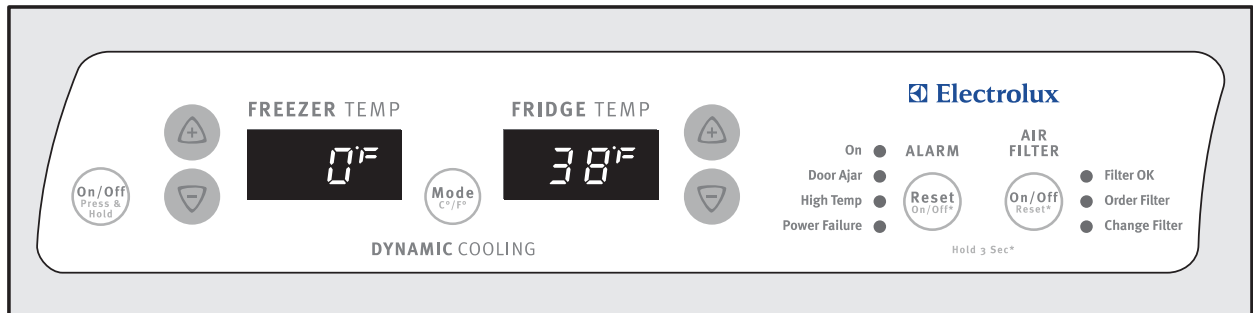 On/Off
Press &
Hold
+
−
FREEZER TEMP
0°F
Mode
C°/F°
DYNAMIC COOLING
FRIDGE TEMP
38°F
+
−
Electrolux
On
Door Ajar
High Temp
Power Failure
ALARM
Reset
On/Off*
Hold 3 Sec*
AIR
FILTER
On/Off
Reset*
Filter OK
Order Filter
Change Filter